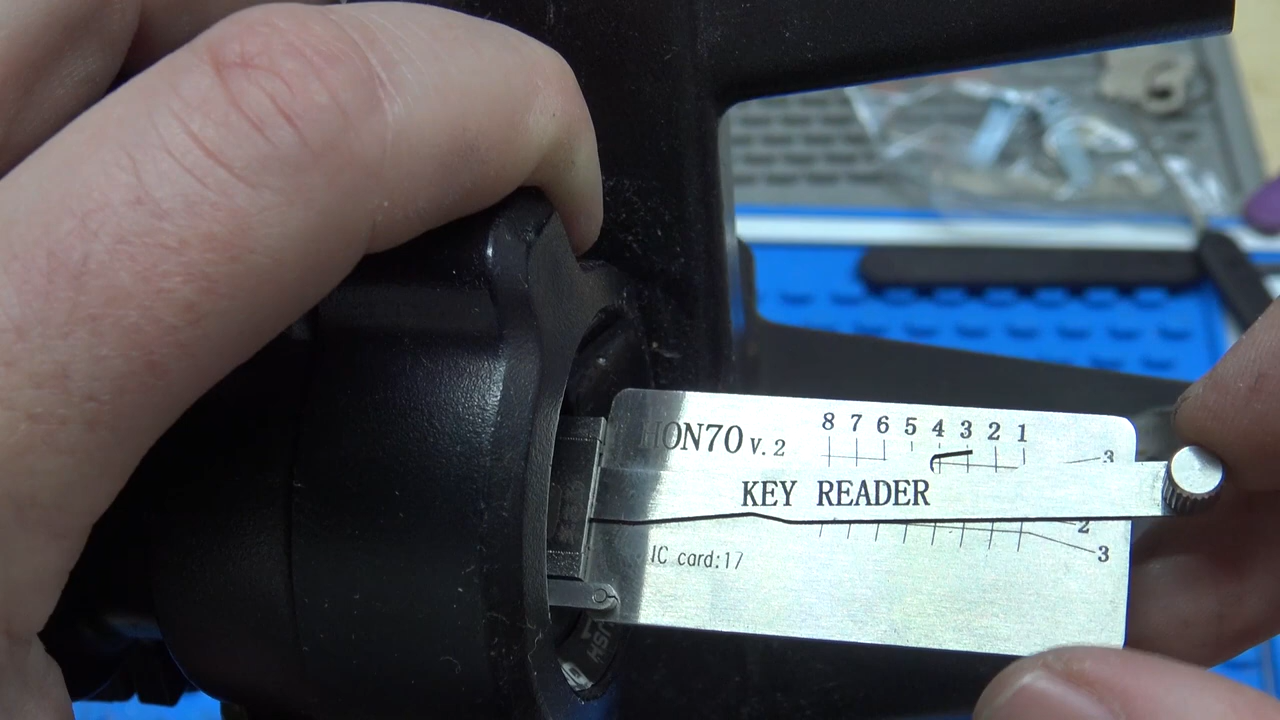 HON70 v.2
8 7 6 5 4 3 2 1
3
KEY READER
2
3
IC card:17